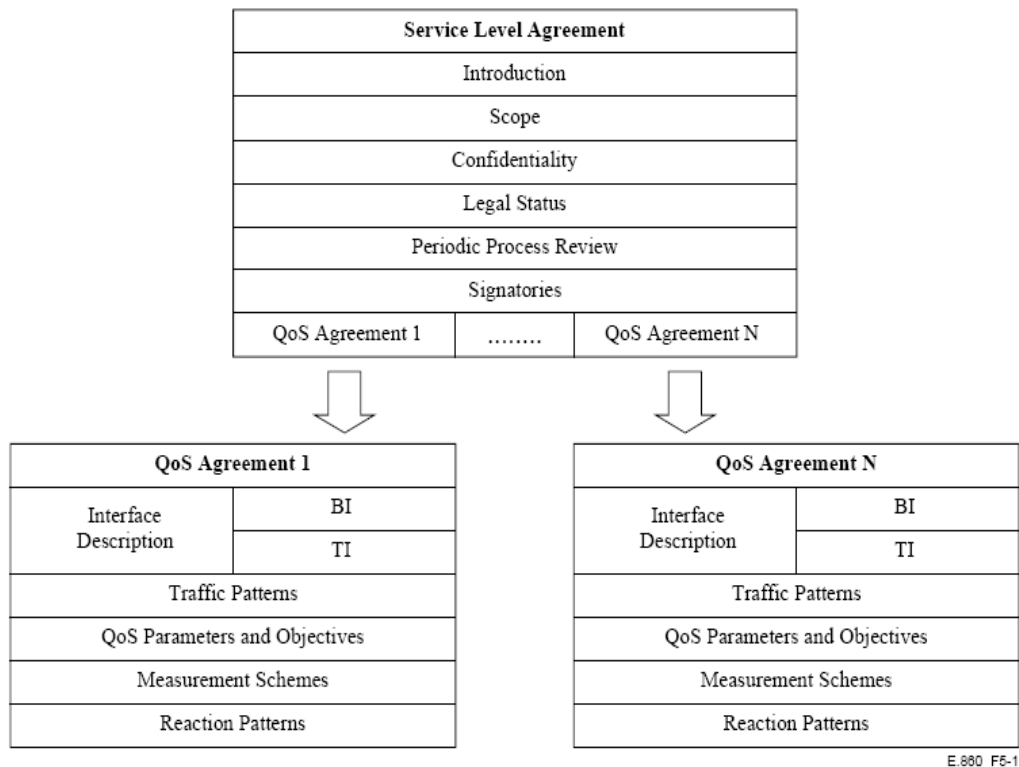 Service Level Agreement
Introduction
Scope
Confidentiality
Legal Status
Periodic Process Review
Signatories
QoS Agreement 1
........
QoS Agreement N
QoS Agreement 1
Interface
Description
BI
TI
Traffic Patterns
QoS Parameters and Objectives
Measurement Schemes
Reaction Patterns
QoS Agreement N
Interface
Description
BI
TI
Traffic Patterns
QoS Parameters and Objectives
Measurement Schemes
Reaction Patterns
E.860_F5-1